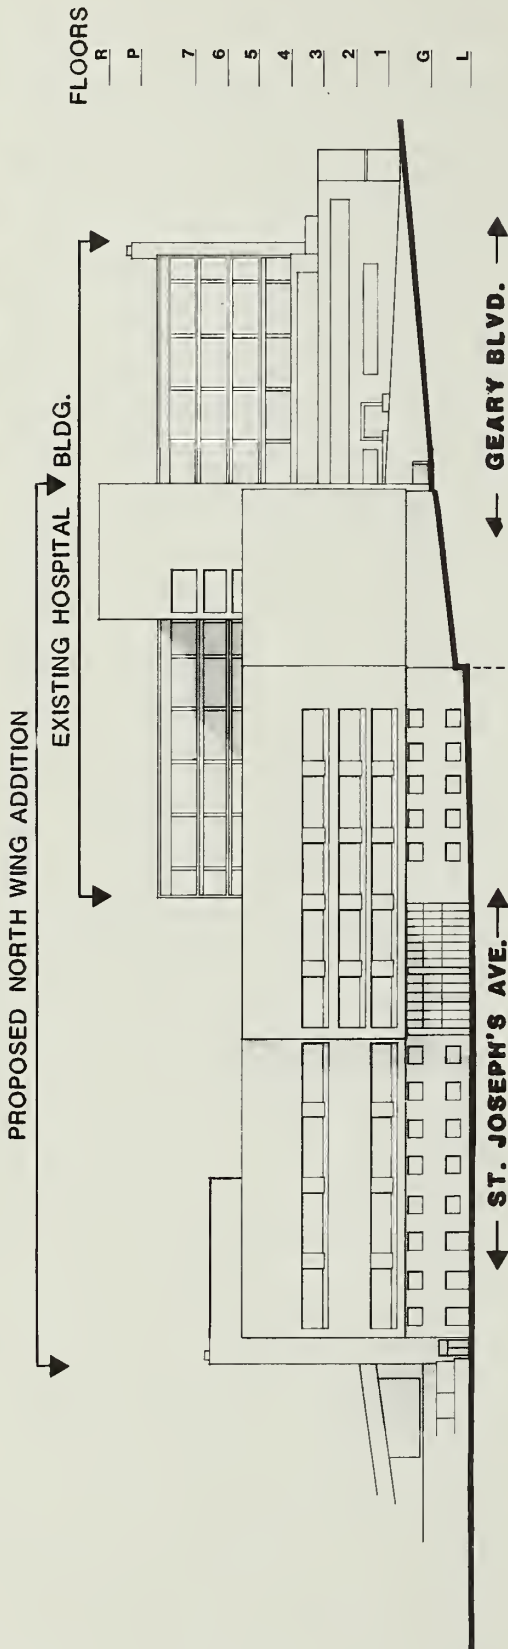 PROPOSED NORTH WING ADDITION
EXISTING HOSPITAL BLDG.
FLOORS
R
P
7
6
5
4
3
2
1
G
L
ST. JOSEPH'S AVE.
GEARY BLVD.